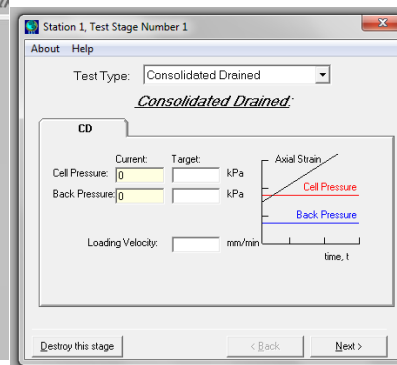 Station 1, Test Stage Number 1
About Help
Test Type: Consolidated Drained
Consolidated Drained:
CD
Current: Target:
Cell Pressure: 0 kPa
Back Pressure: 0 kPa
Loading Velocity: mm/min
Axial Strain
Cell Pressure
Back Pressure
time, t
Destroy this stage < Back Next >